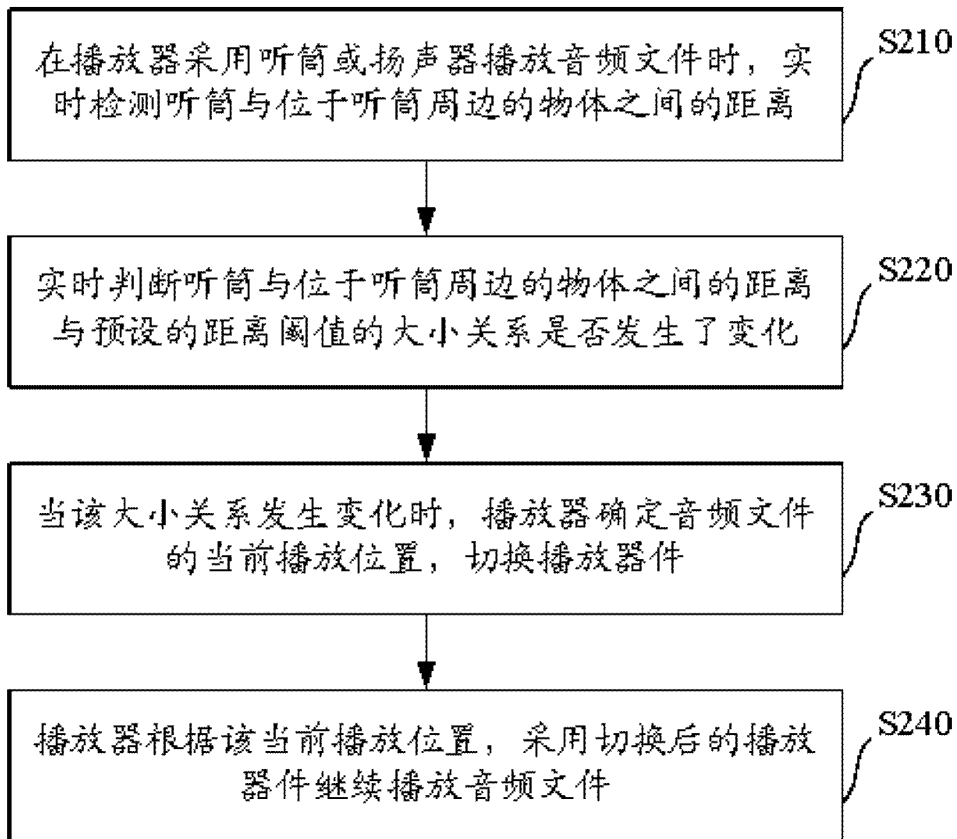 在播放器采用听筒或扬声器播放音频文件时，实
时检测听筒与位于听筒周边的物体之间的距离
S210
实时判断听筒与位于听筒周边的物体之间的距离
与预设的距离阈值的大小关系是否发生了变化
S220
当该大小关系发生变化时，播放器确定音频文件
的当前播放位置，切换播放器件
S230
播放器根据该当前播放位置，采用切换后的播放
器件继续播放音频文件
S240